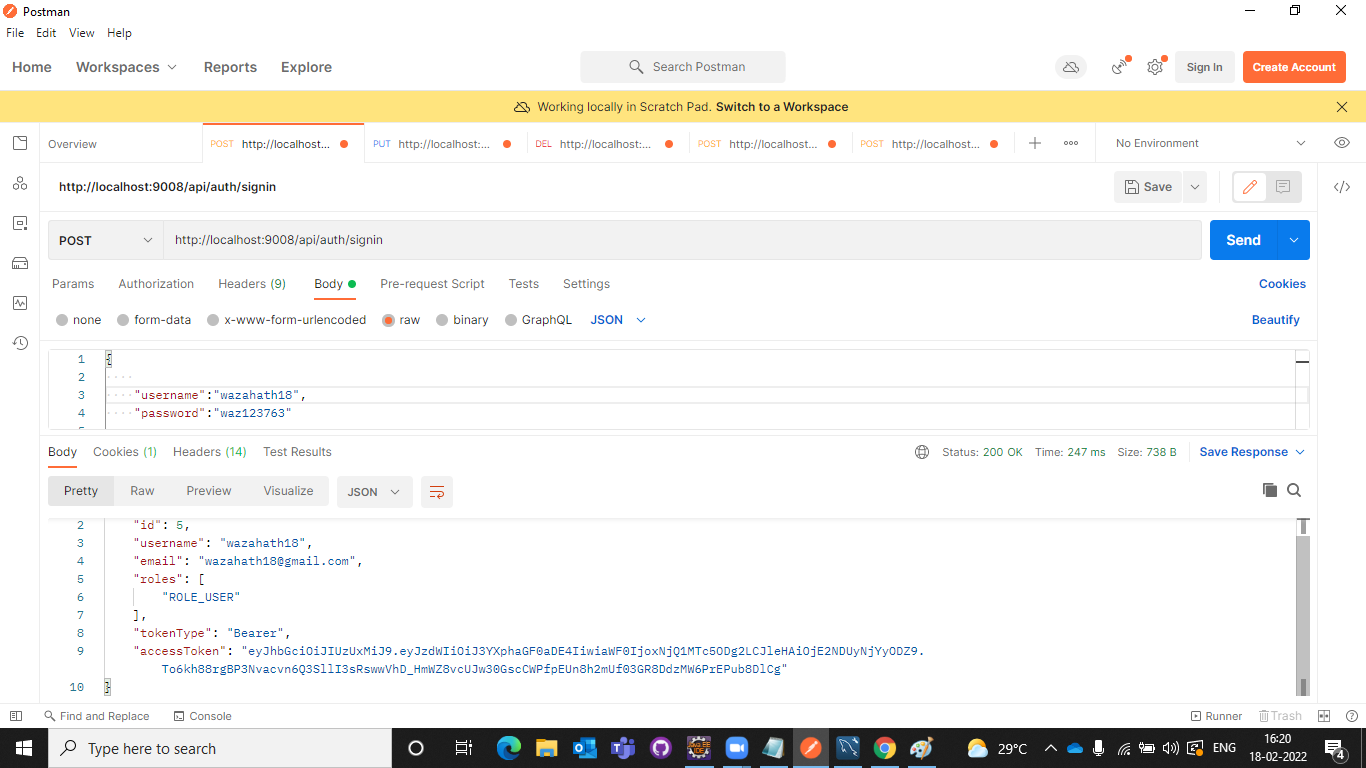 Postman
File Edit View Help
Home Workspaces Reports Explore Search Postman Sign In Create Account
Working locally in Scratch Pad. Switch to a Workspace
Overview POST http://localhost... PUT http://localhost:... DEL http://localhost:... POST http://localhost... POST http://localhost... No Environment
http://localhost:9008/api/auth/signin Save
POST http://localhost:9008/api/auth/signin Send
Params Authorization Headers (9) Body Pre-request Script Tests Settings Cookies
none form-data x-www-form-urlencoded raw binary GraphQL JSON Beautify
1 {
2
3 "username":"wazahath18",
4 "password":"waz123763"
Body Cookies (1) Headers (14) Test Results Status: 200 OK Time: 247 ms Size: 738 B Save Response
Pretty Raw Preview Visualize JSON
2 "id": 5,
3 "username": "wazahath18",
4 "email": "wazahath18@gmail.com",
5 "roles": [
6 "ROLE_USER"
7 ],
8 "tokenType": "Bearer",
9 "accessToken": "eyJhbGciOiJIUzUxMiJ9.eyJzdWIiOiJ3YXphaGF0aDE4IiwiaWF0IjoxNjQ1MTc5ODg2LCJleHAiOjE2NDUyNjYyODZ9.
To6kh88rgBP3Nvacvn6Q3SllI3sRswwVhD_HmWZ8vcUJw30GscCWPfpEUn8h2mUf03GR8DdzMW6PrEPub8DlCg"
10 }
Find and Replace Console Runner Trash
Type here to search 29°C ENG 16:20
18-02-2022 4